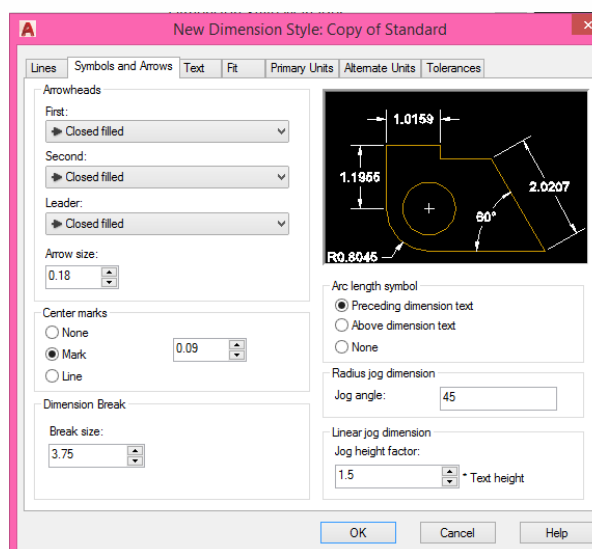 A
New Dimension Style: Copy of Standard
Lines Symbols and Arrows Text Fit Primary Units Alternate Units Tolerances
Arrowheads
First:
Closed filled
Second:
Closed filled
Leader:
Closed filled
Arrow size:
0.18
Center marks
None
Mark
0.09
Line
Dimension Break
Break size:
3.75
1.0159
1.1955
2.0207
60°
R0.8045
Arc length symbol
Preceding dimension text
Above dimension text
None
Radius jog dimension
Jog angle:
45
Linear jog dimension
Jog height factor:
1.5
* Text height
OK Cancel Help